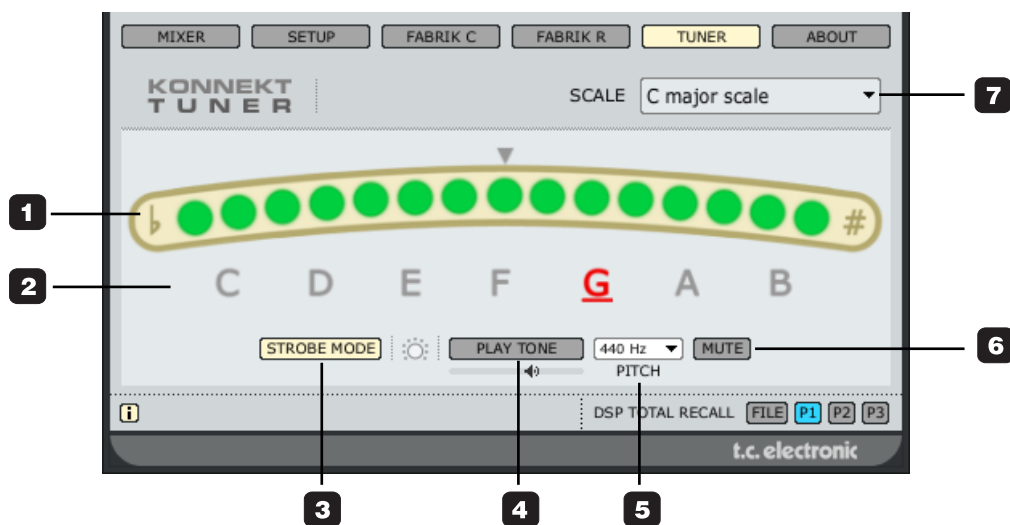 MIXER SETUP FABRIK C FABRIK R TUNER ABOUT
KONNEKT
TUNER
SCALE C major scale
7
1
♭ #
2
C D E F G A B
STROBE MODE PLAY TONE 440 Hz MUTE
6
PITCH
i DSP TOTAL RECALL FILE P1 P2 P3
t.c. electronic
3 4 5